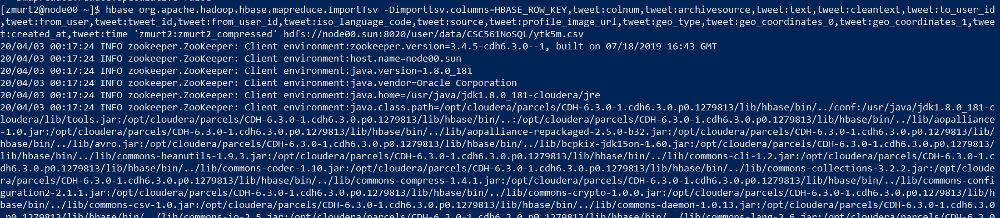 [zmurt2@node00 ~]$ hbase org.apache.hadoop.hbase.mapreduce.ImportTsv -Dimporttsv.columns=HBASE_ROW_KEY,tweet:colnum,tweet:archivesource,tweet:text,tweet:cleantext,tweet:to_user_id
,tweet:from_user,tweet:tweet_id,tweet:from_user_id,tweet:iso_language_code,tweet:source,tweet:profile_image_url,tweet:geo_type,tweet:geo_coordinates_0,tweet:geo_coordinates_1,twee
t:created_at,tweet:time 'zmurt2:zmurt2_compressed' hdfs://node00.sun:8020/user/data/CSC561NoSQL/ytk5m.csv
20/04/03 00:17:24 INFO zookeeper.ZooKeeper: Client environment:zookeeper.version=3.4.5-cdh6.3.0--1, built on 07/18/2019 16:43 GMT
20/04/03 00:17:24 INFO zookeeper.ZooKeeper: Client environment:host.name=node00.sun
20/04/03 00:17:24 INFO zookeeper.ZooKeeper: Client environment:java.version=1.8.0_181
20/04/03 00:17:24 INFO zookeeper.ZooKeeper: Client environment:java.vendor=Oracle Corporation
20/04/03 00:17:24 INFO zookeeper.ZooKeeper: Client environment:java.home=/usr/java/jdk1.8.0_181-cloudera/jre
20/04/03 00:17:24 INFO zookeeper.ZooKeeper: Client environment:java.class.path=/opt/cloudera/parcels/CDH-6.3.0-1.cdh6.3.0.p0.1279813/lib/hbase/bin/../conf:/usr/java/jdk1.8.0_181-c
loudera/lib/tools.jar:/opt/cloudera/parcels/CDH-6.3.0-1.cdh6.3.0.p0.1279813/lib/hbase/bin/..:/opt/cloudera/parcels/CDH-6.3.0-1.cdh6.3.0.p0.1279813/lib/hbase/bin/../lib/aopalliance
-1.0.jar:/opt/cloudera/parcels/CDH-6.3.0-1.cdh6.3.0.p0.1279813/lib/hbase/bin/../lib/aopalliance-repackaged-2.5.0-b32.jar:/opt/cloudera/parcels/CDH-6.3.0-1.cdh6.3.0.p0.1279813/lib/
hbase/bin/../lib/avro.jar:/opt/cloudera/parcels/CDH-6.3.0-1.cdh6.3.0.p0.1279813/lib/hbase/bin/../lib/bcpkix-jdk15on-1.60.jar:/opt/cloudera/parcels/CDH-6.3.0-1.cdh6.3.0.p0.1279813/
lib/hbase/bin/../lib/commons-beanutils-1.9.3.jar:/opt/cloudera/parcels/CDH-6.3.0-1.cdh6.3.0.p0.1279813/lib/hbase/bin/../lib/commons-cli-1.2.jar:/opt/cloudera/parcels/CDH-6.3.0-1.c
dh6.3.0.p0.1279813/lib/hbase/bin/../lib/commons-codec-1.10.jar:/opt/cloudera/parcels/CDH-6.3.0-1.cdh6.3.0.p0.1279813/lib/hbase/bin/../lib/commons-collections-3.2.2.jar:/opt/cloude
ra/parcels/CDH-6.3.0-1.cdh6.3.0.p0.1279813/lib/hbase/bin/../lib/commons-compress-1.4.1.jar:/opt/cloudera/parcels/CDH-6.3.0-1.cdh6.3.0.p0.1279813/lib/hbase/bin/../lib/commons-confi
guration2-2.1.1.jar:/opt/cloudera/parcels/CDH-6.3.0-1.cdh6.3.0.p0.1279813/lib/hbase/bin/../lib/commons-crypto-1.0.0.jar:/opt/cloudera/parcels/CDH-6.3.0-1.cdh6.3.0.p0.1279813/lib/h
base/bin/../lib/commons-csv-1.0.jar:/opt/cloudera/parcels/CDH-6.3.0-1.cdh6.3.0.p0.1279813/lib/hbase/bin/../lib/commons-daemon-1.0.13.jar:/opt/cloudera/parcels/CDH-6.3.0-1.cdh6.3.0
.p0.1279813/lib/hbase/bin/../lib/commons-io-2.5.jar:/opt/cloudera/parcels/CDH-6.3.0-1.cdh6.3.0.p0.1279813/lib/hbase/bin/../lib/commons-lang-2.6.jar:/opt/cloudera/parcels/CDH-6.3.0